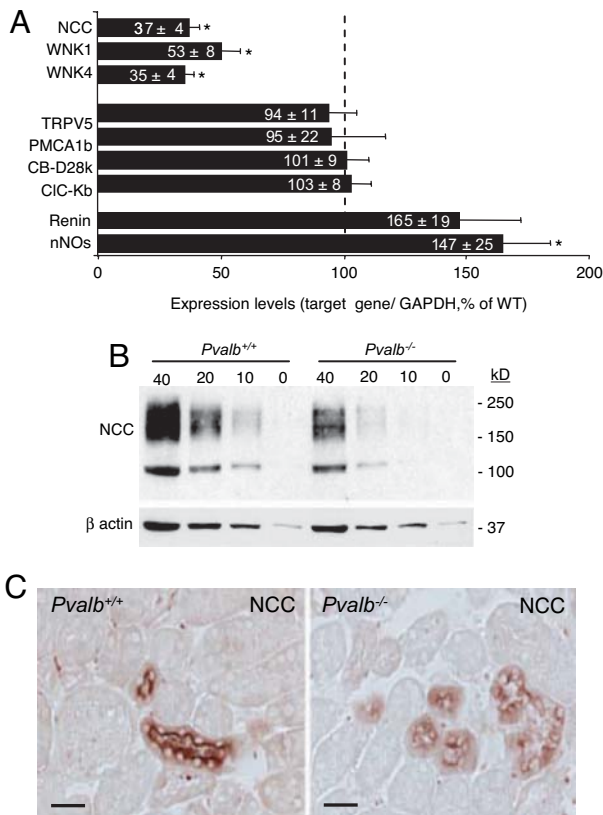 A
NCC 37 ± 4 *
WNK1 53 ± 8 *
WNK4 35 ± 4 *
TRPV5 94 ± 11
PMCA1b 95 ± 22
CB-D28k 101 ± 9
ClC-Kb 103 ± 8
Renin 165 ± 19
nNOs 147 ± 25 *
0 50 100 150 200
Expression levels (target gene/ GAPDH,% of WT)
B
Pvalb+/+ Pvalb-/-
40 20 10 0 40 20 10 0 kD
- 250
NCC
- 150
- 100
β actin - 37
C
Pvalb+/+ NCC Pvalb-/- NCC